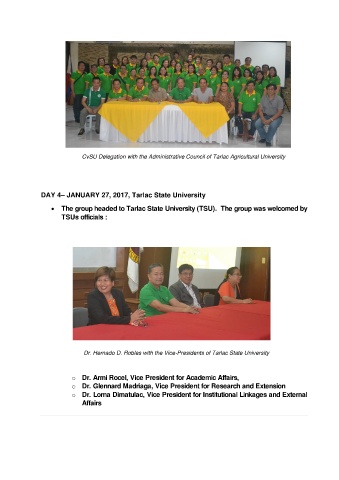 CvSU Delegation with the Administrative Council of Tarlac Agricultural University
DAY 4– JANUARY 27, 2017, Tarlac State University
• The group headed to Tarlac State University (TSU). The group was welcomed by
TSUs officials :
Dr. Hernado D. Robles with the Vice-Presidents of Tarlac State University
o Dr. Armi Rocel, Vice President for Academic Affairs,
o Dr. Glennard Madriaga, Vice President for Research and Extension
o Dr. Lorna Dimatulac, Vice President for Institutional Linkages and External
Affairs